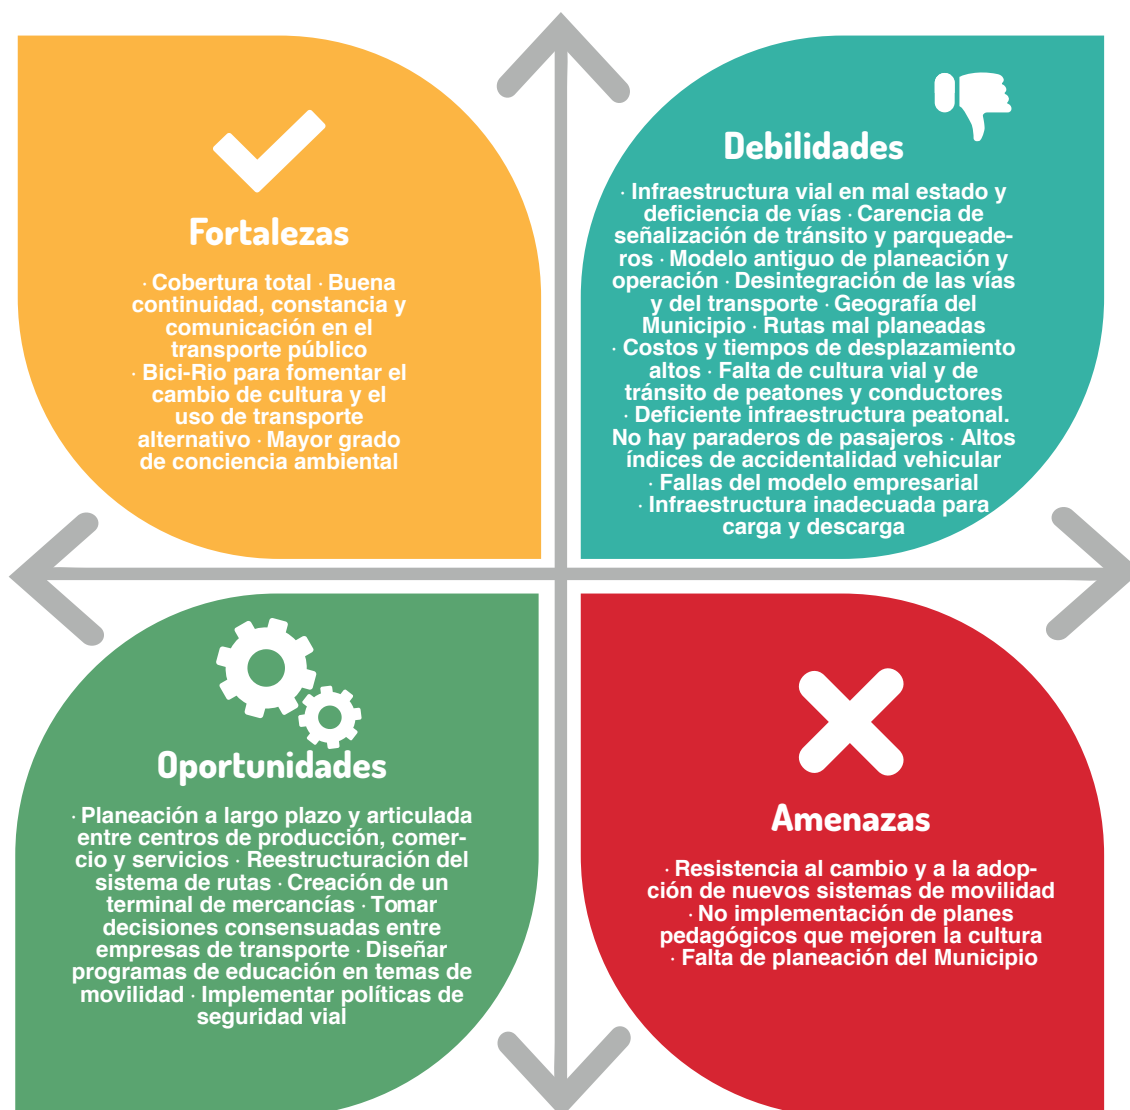 Fortalezas
· Cobertura total · Buena
continuidad, constancia y
comunicación en el
transporte público
· Bici-Rio para fomentar el
cambio de cultura y el
uso de transporte
alternativo · Mayor grado
de conciencia ambiental
Debilidades
· Infraestructura vial en mal estado y
deficiencia de vías · Carencia de
señalización de tránsito y parqueade-
ros · Modelo antiguo de planeación y
operación · Desintegración de las vías
y del transporte · Geografía del
Municipio · Rutas mal planeadas
· Costos y tiempos de desplazamiento
altos · Falta de cultura vial y de
tránsito de peatones y conductores
· Deficiente infraestructura peatonal.
No hay paraderos de pasajeros · Altos
índices de accidentalidad vehicular
· Fallas del modelo empresarial
· Infraestructura inadecuada para
carga y descarga
Oportunidades
· Planeación a largo plazo y articulada
entre centros de producción, comer-
cio y servicios · Reestructuración del
sistema de rutas · Creación de un
terminal de mercancías · Tomar
decisiones consensuadas entre
empresas de transporte · Diseñar
programas de educación en temas de
movilidad · Implementar políticas de
seguridad vial
Amenazas
· Resistencia al cambio y a la adop-
ción de nuevos sistemas de movilidad
· No implementación de planes
pedagógicos que mejoren la cultura
· Falta de planeación del Municipio